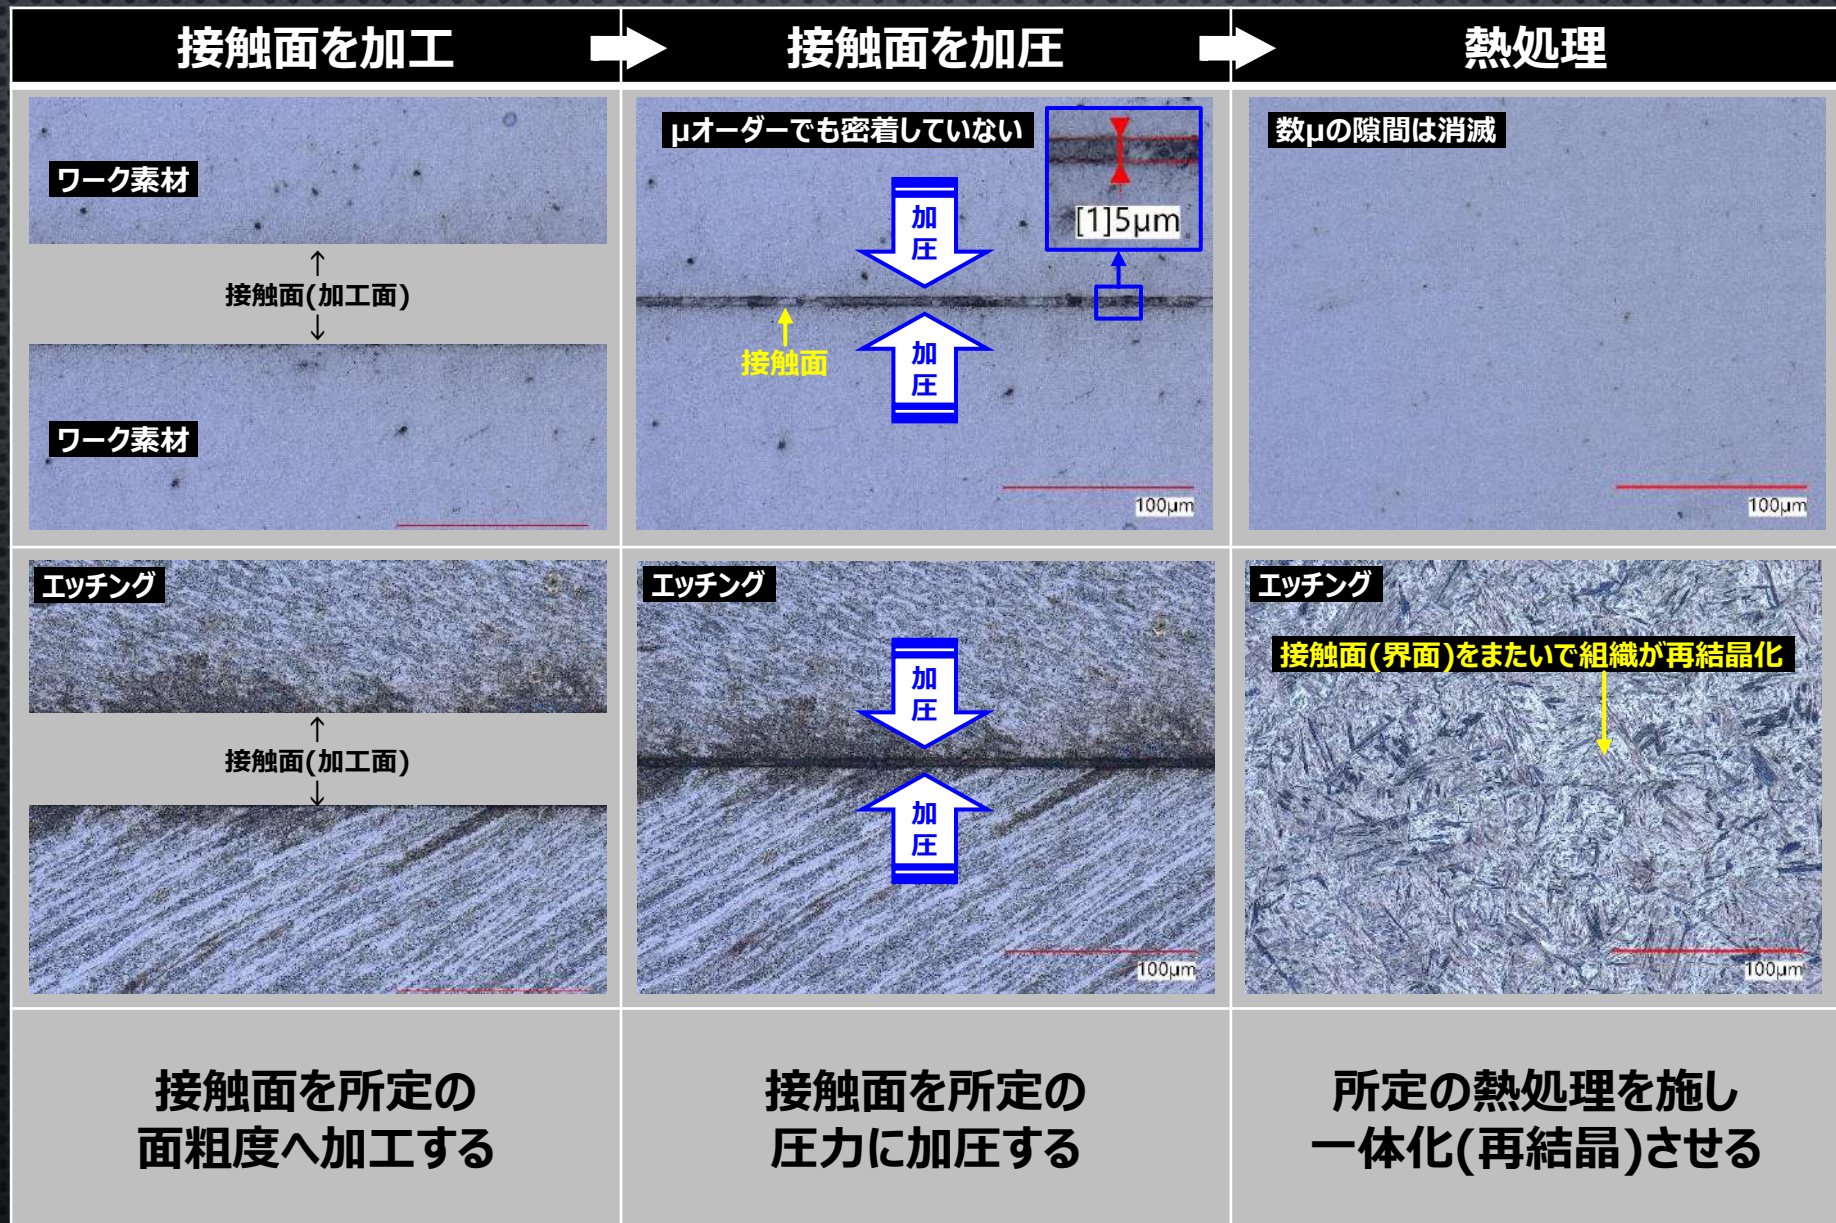 接触面を加工
接触面を加圧
熱処理
ワーク素材
↑
接触面(加工面)
↓
ワーク素材
μオーダーでも密着していない
[1]5μm
加圧
接触面
加圧
100μm
数μの隙間は消滅
100μm
エッチング
↑
接触面(加工面)
↓
エッチング
加圧
加圧
100μm
エッチング
接触面(界面)をまたいで組織が再結晶化
100μm
接触面を所定の
面粗度へ加工する
接触面を所定の
圧力に加圧する
所定の熱処理を施し
一体化(再結晶)させる